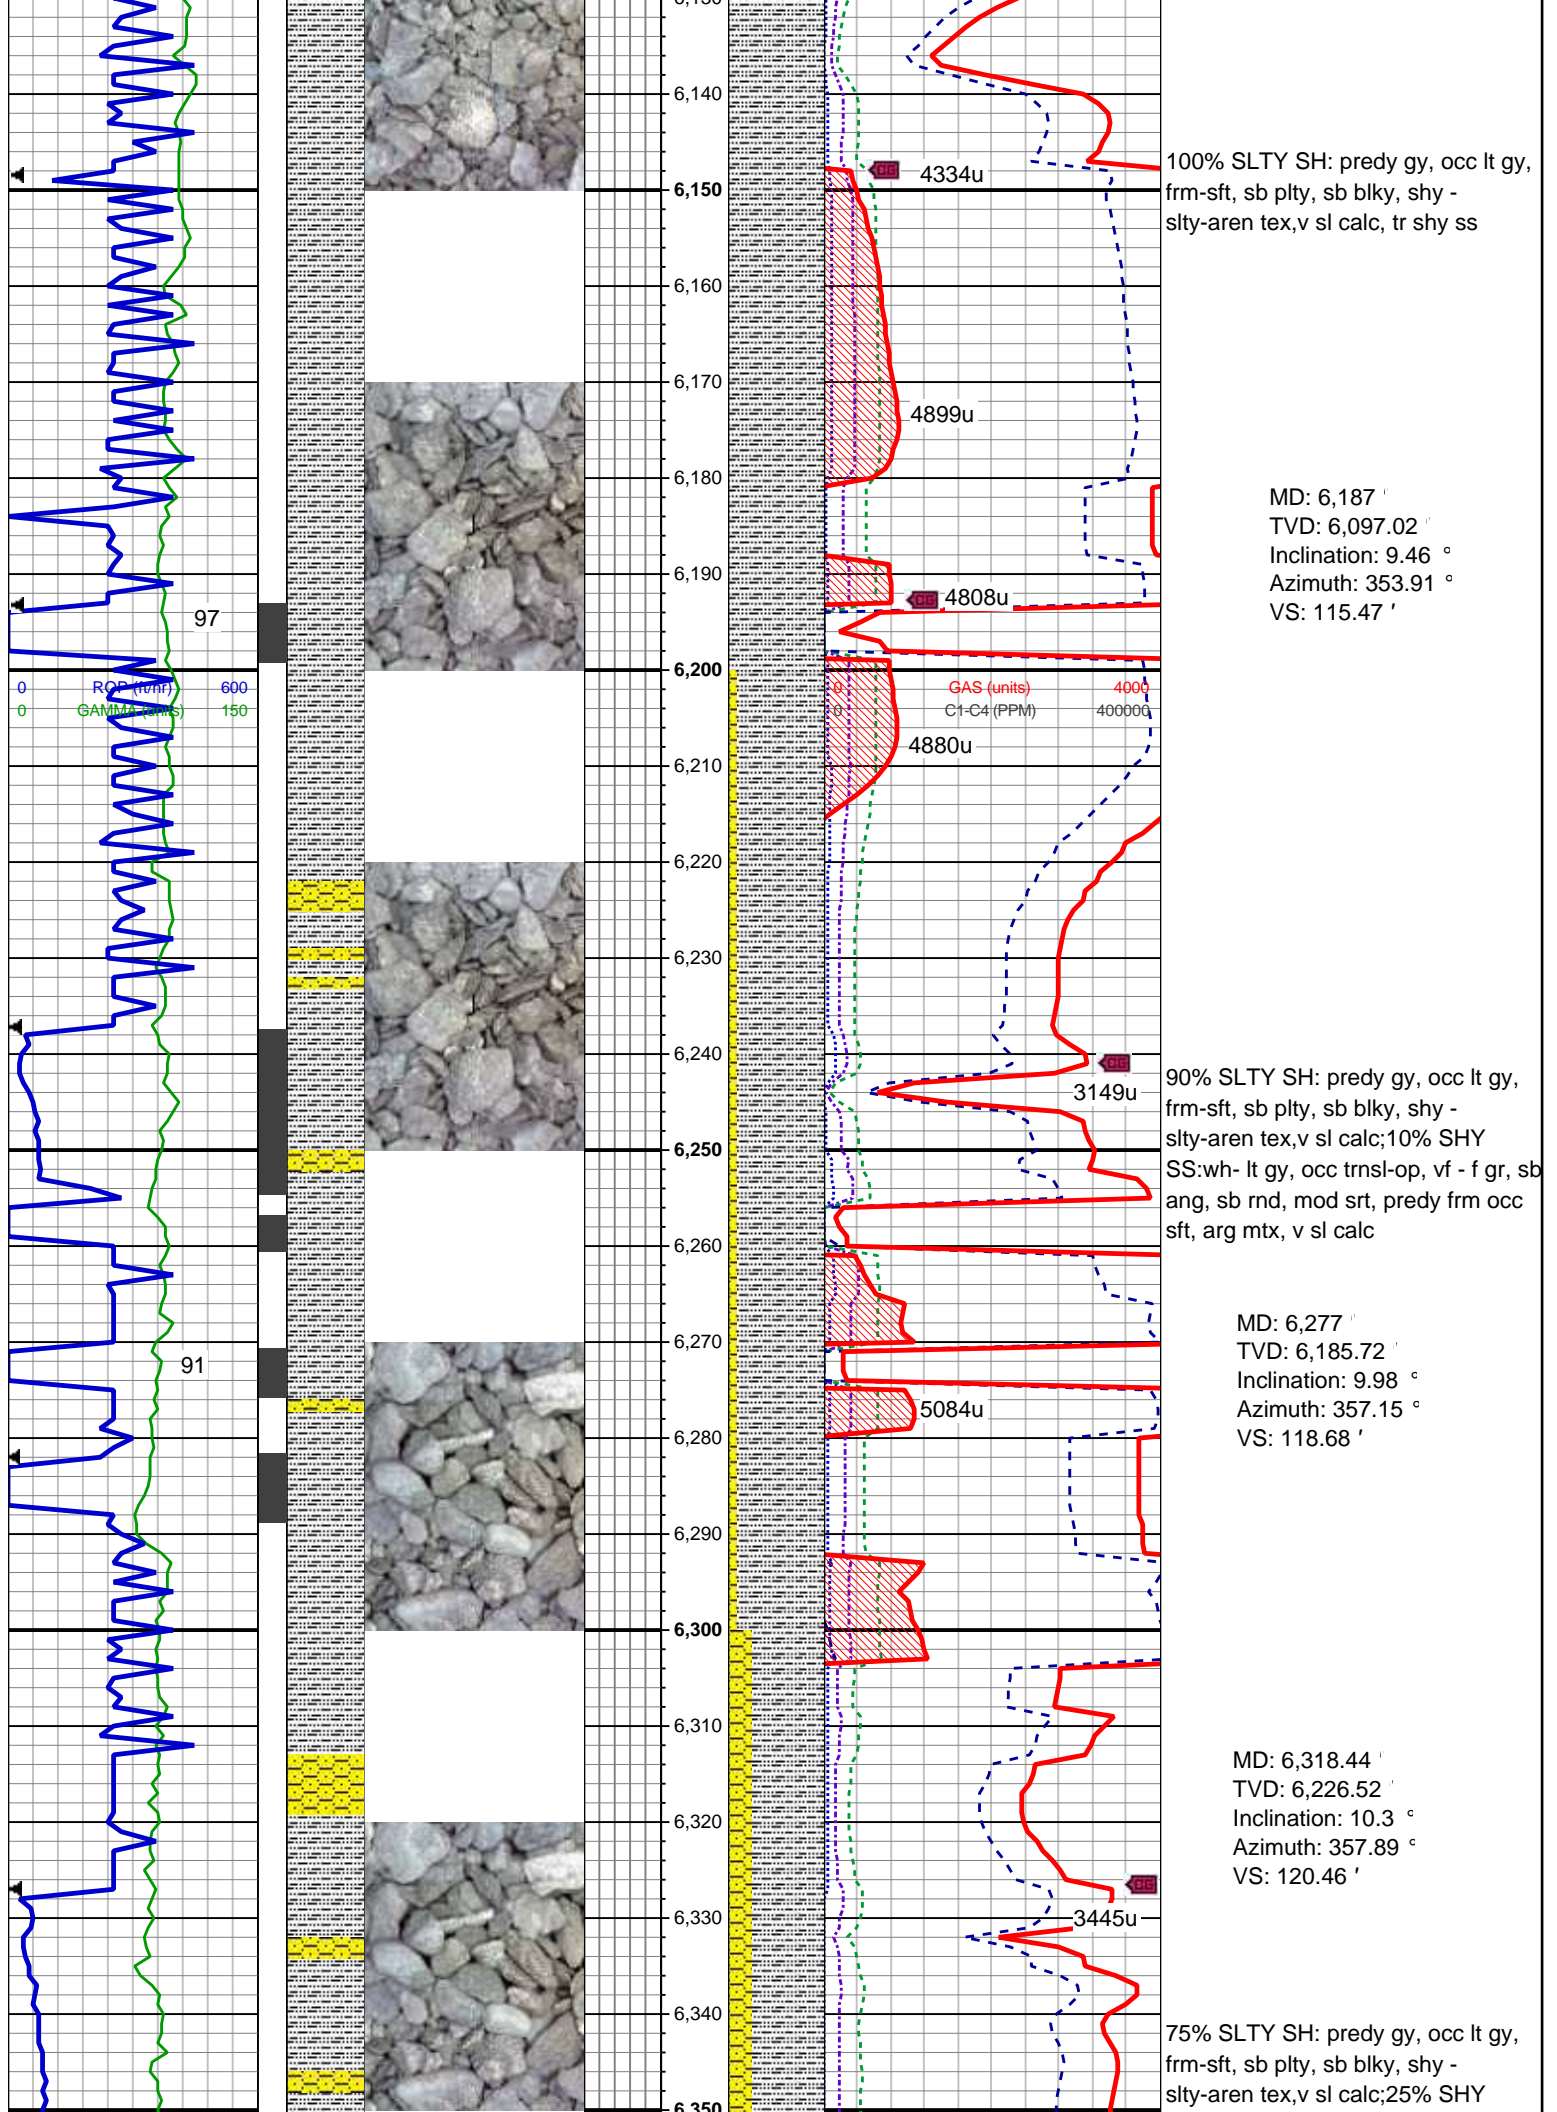 6,140
100% SLTY SH: predy gy, occ lt gy,
frm-sft, sb plty, sb blky, shy -
slty-aren tex,v sl calc, tr shy ss
CG
4334u
6,150
6,160
6,170
4899u
6,180
MD: 6,187 '
TVD: 6,097.02 '
Inclination: 9.46 °
Azimuth: 353.91 °
VS: 115.47 '
6,190
CG
4808u
97
6,200
0 ROP (ft/hr) 600
0 GAMMA (units) 150
0 GAS (units) 4000
0 C1-C4 (PPM) 400000
4880u
6,210
6,220
6,230
6,240
CG
3149u
90% SLTY SH: predy gy, occ lt gy,
frm-sft, sb plty, sb blky, shy -
slty-aren tex,v sl calc;10% SHY
SS:wh- lt gy, occ trnsl-op, vf - f gr, sb
ang, sb rnd, mod srt, predy frm occ
sft, arg mtx, v sl calc
6,250
6,260
6,270
91
MD: 6,277 '
TVD: 6,185.72 '
Inclination: 9.98 °
Azimuth: 357.15 °
VS: 118.68 '
5084u
6,280
6,290
6,300
6,310
MD: 6,318.44 '
TVD: 6,226.52 '
Inclination: 10.3 °
Azimuth: 357.89 °
VS: 120.46 '
6,320
CG
6,330
3445u
6,340
75% SLTY SH: predy gy, occ lt gy,
frm-sft, sb plty, sb blky, shy -
slty-aren tex,v sl calc;25% SHY
6,350